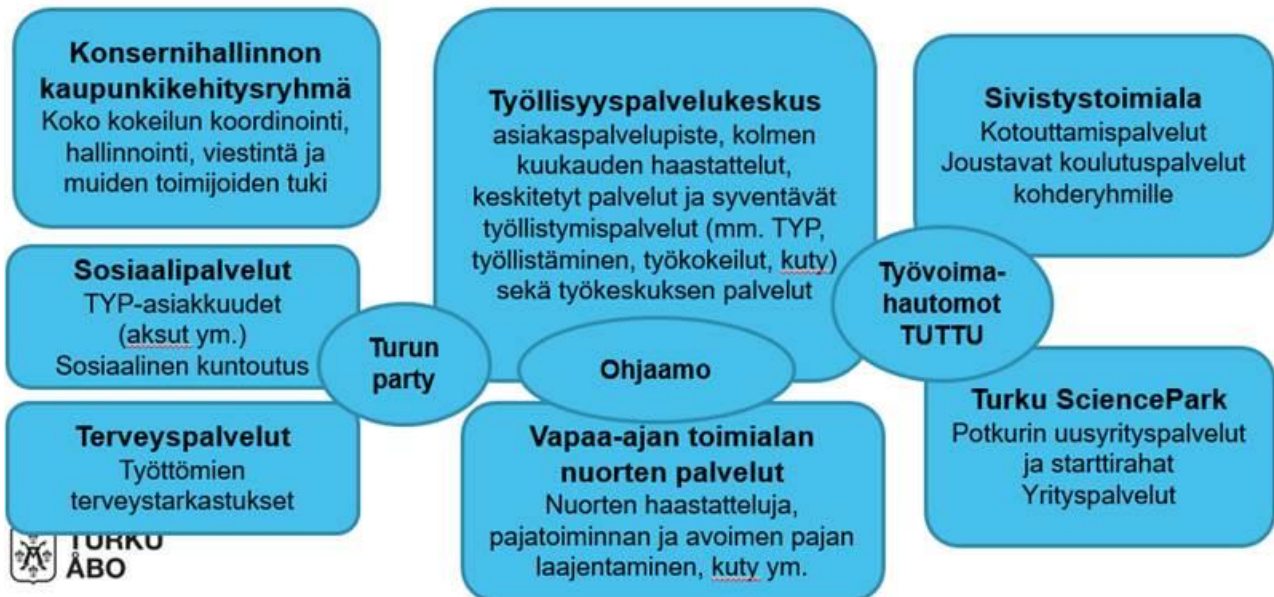 Konsernihallinnon
kaupunkikehitysryhmä
Koko kokeilun koordinointi,
hallinnointi, viestintä ja
muiden toimijoiden tuki
Sosiaalipalvelut
TYP-asiakkuudet
(aksut ym.)
Sosiaalinen kuntoutus
Terveyspalvelut
Työttömien
terveystarkastukset
Turun
party
Työllisyyspalvelukeskus
asiakaspalvelupiste, kolmen
kuukauden haastattelut,
keskitetyt palvelut ja syventävät
työllistymispalvelut (mm. TYP,
työllistäminen, työkokeilut, kuty)
sekä työkeskuksen palvelut
Ohjaamo
Vapaa-ajan toimialan
nuorten palvelut
Nuorten haastatteluja,
pajatoiminnan ja avoimen pajan
laajentaminen, kuty ym.
Sivistystoimiala
Kotouttamispalvelut
Joustavat koulutuspalvelut
kohderyhmille
Työvoima-
hautomot
TUTTU
Turku SciencePark
Potkurin uusyrityspalvelut
ja starttirahat
Yrityspalvelut
TURKU
ÅBO